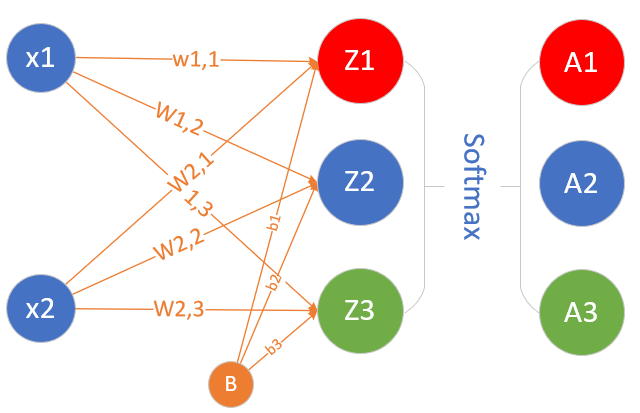 x1
w1,1
Z1
A1
W1,2
W2,1
Z2
Softmax
A2
1,3
b1
W2,2
b2
x2
W2,3
Z3
A3
b3
B